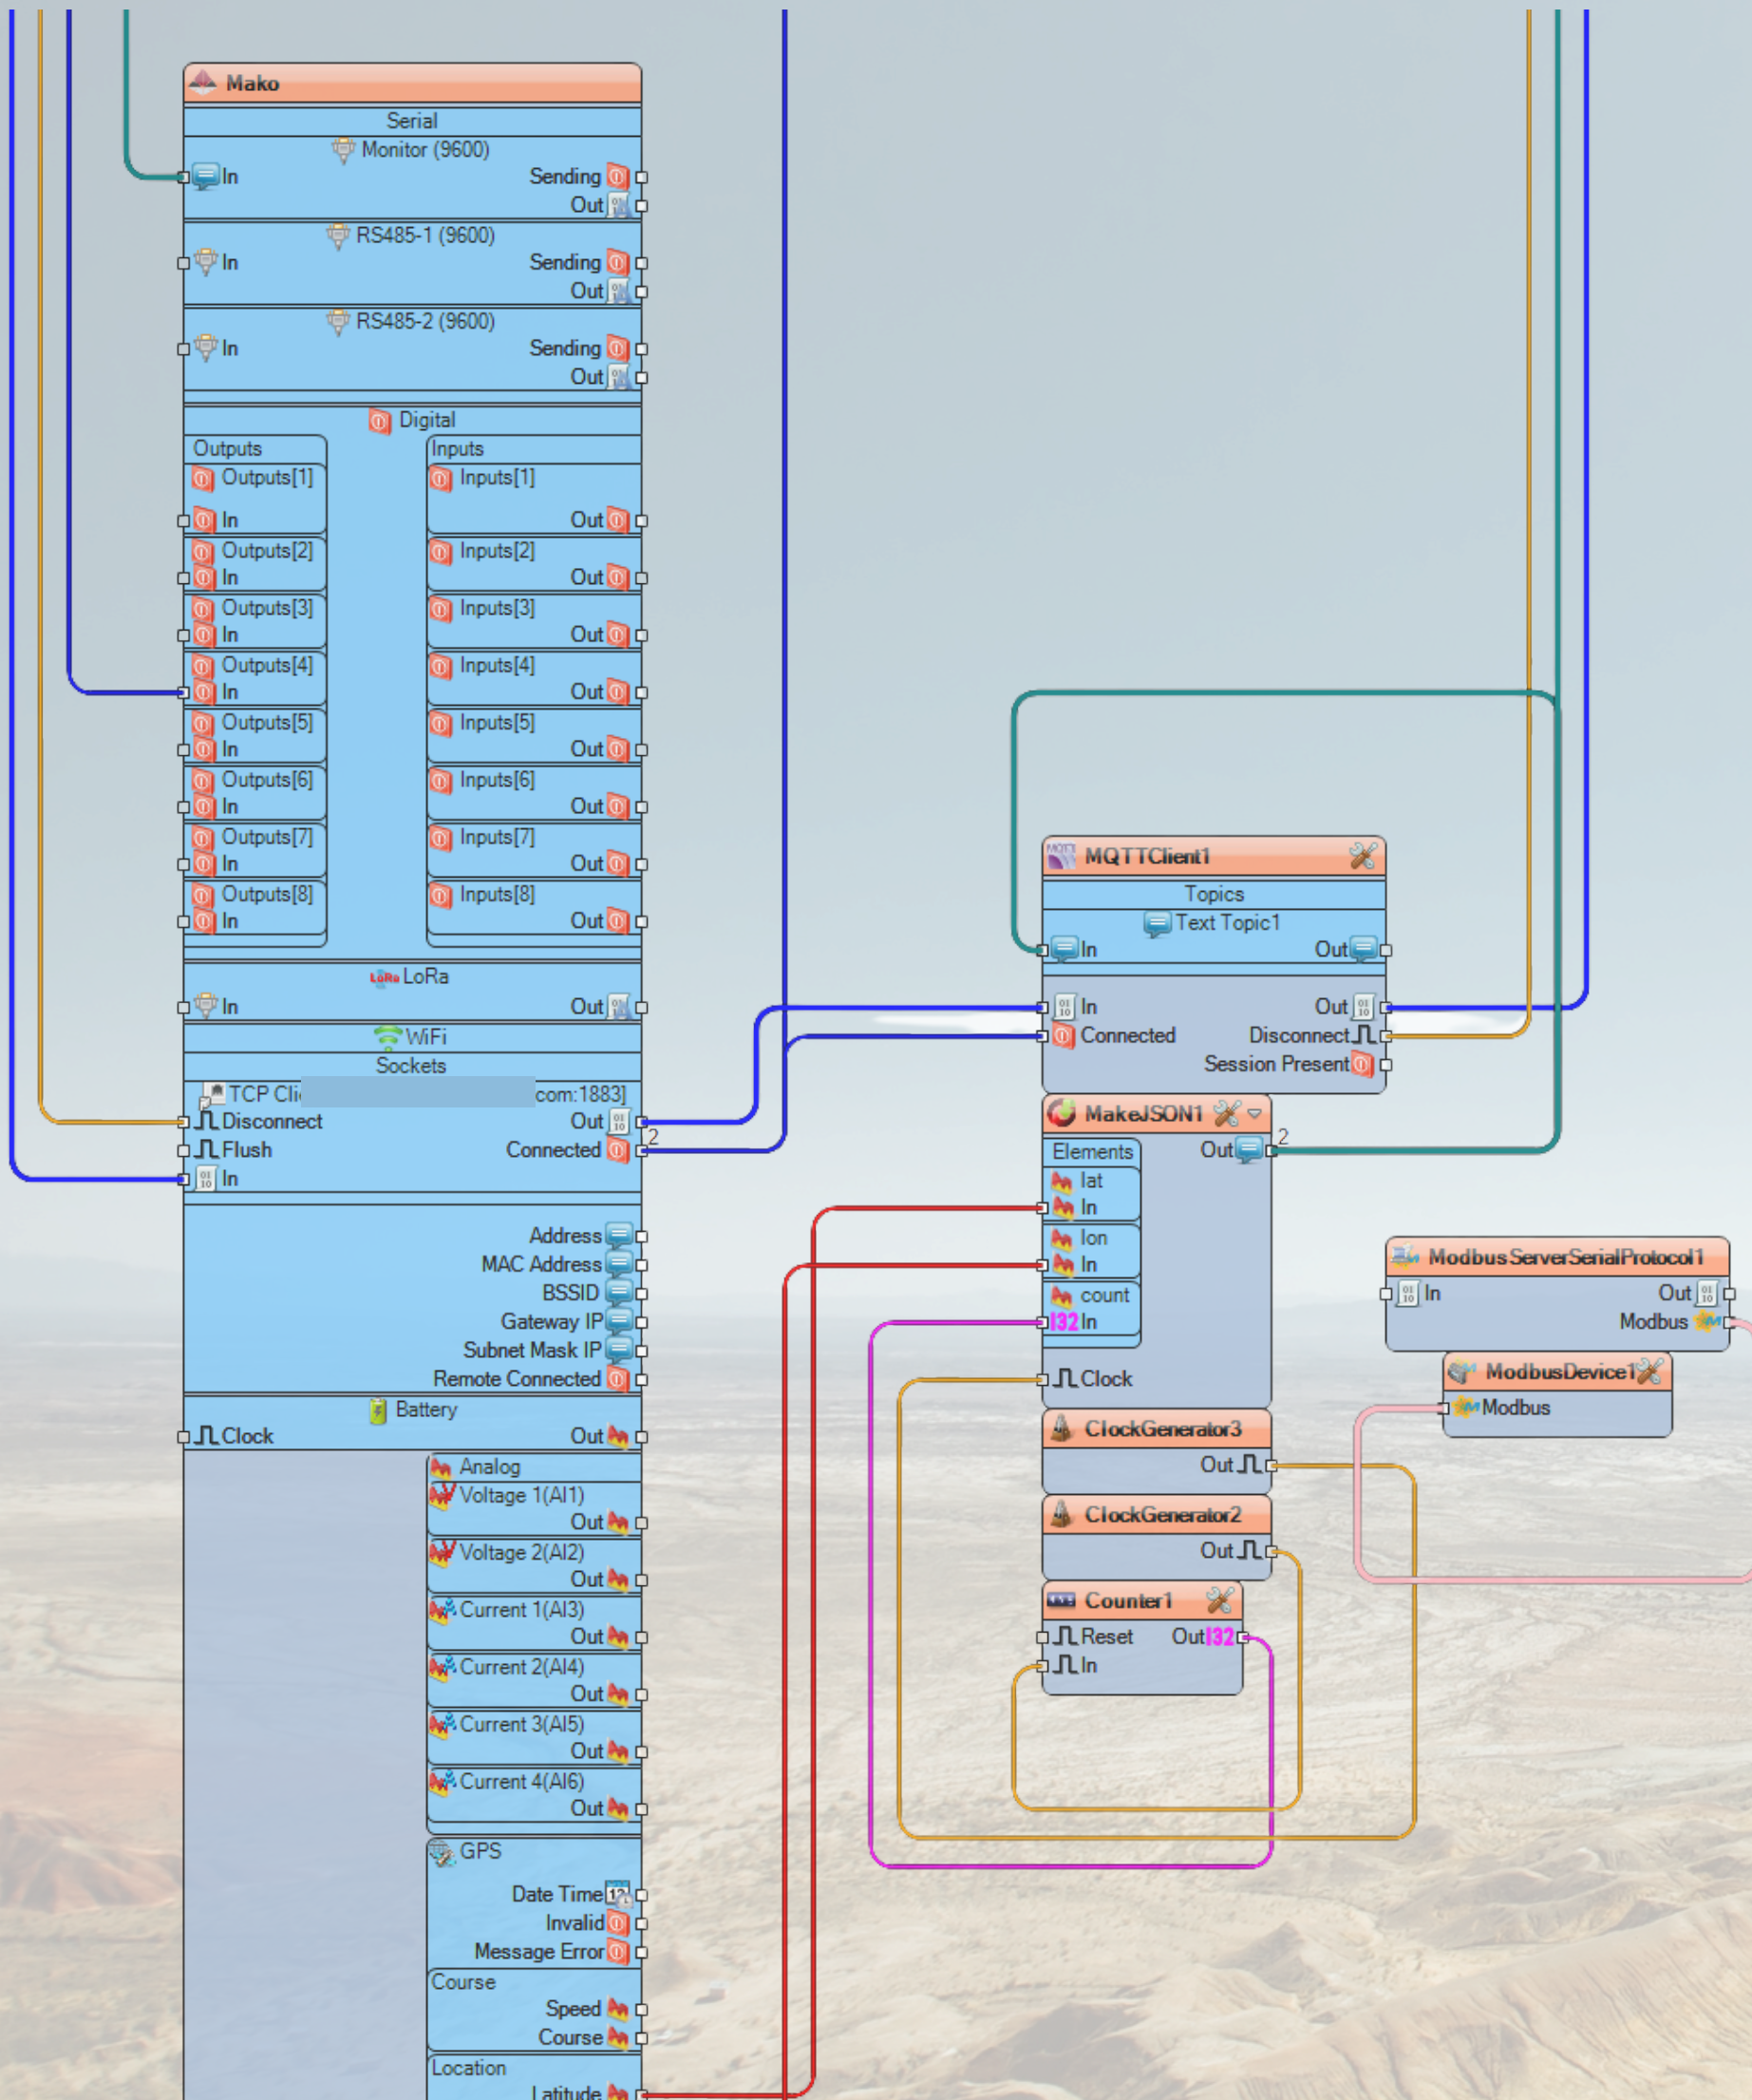 Mako
Serial
Monitor (9600)
In Sending
Out
RS485-1 (9600)
In Sending
Out
RS485-2 (9600)
In Sending
Out
Digital
Outputs Inputs
Outputs[1] Inputs[1]
In Out
Outputs[2] Inputs[2]
In Out
Outputs[3] Inputs[3]
In Out
Outputs[4] Inputs[4]
In Out
Outputs[5] Inputs[5]
In Out
Outputs[6] Inputs[6]
In Out
Outputs[7] Inputs[7]
In Out
Outputs[8] Inputs[8]
In Out
LoRa LoRa
In Out
WiFi
Sockets
TCP Cli com:1883]
Disconnect Out
Flush Connected 2
In
Address
MAC Address
BSSID
Gateway IP
Subnet Mask IP
Remote Connected
Battery
Clock Out
Analog
Voltage 1(AI1)
Out
Voltage 2(AI2)
Out
Current 1(AI3)
Out
Current 2(AI4)
Out
Current 3(AI5)
Out
Current 4(AI6)
Out
GPS
Date Time 12
Invalid
Message Error
Course
Speed
Course
Location
Latitude
MQTT MQTTClient1
Topics
Text Topic1
In Out
In Out
Connected Disconnect
Session Present
MakeJSON1
Elements Out 2
lat
In
lon
In
count
I32 In
Clock
ClockGenerator3
Out
ClockGenerator2
Out
Counter1
Reset Out I32
In
ModbusServerSerialProtocol1
In Out
Modbus
ModbusDevice1
Modbus